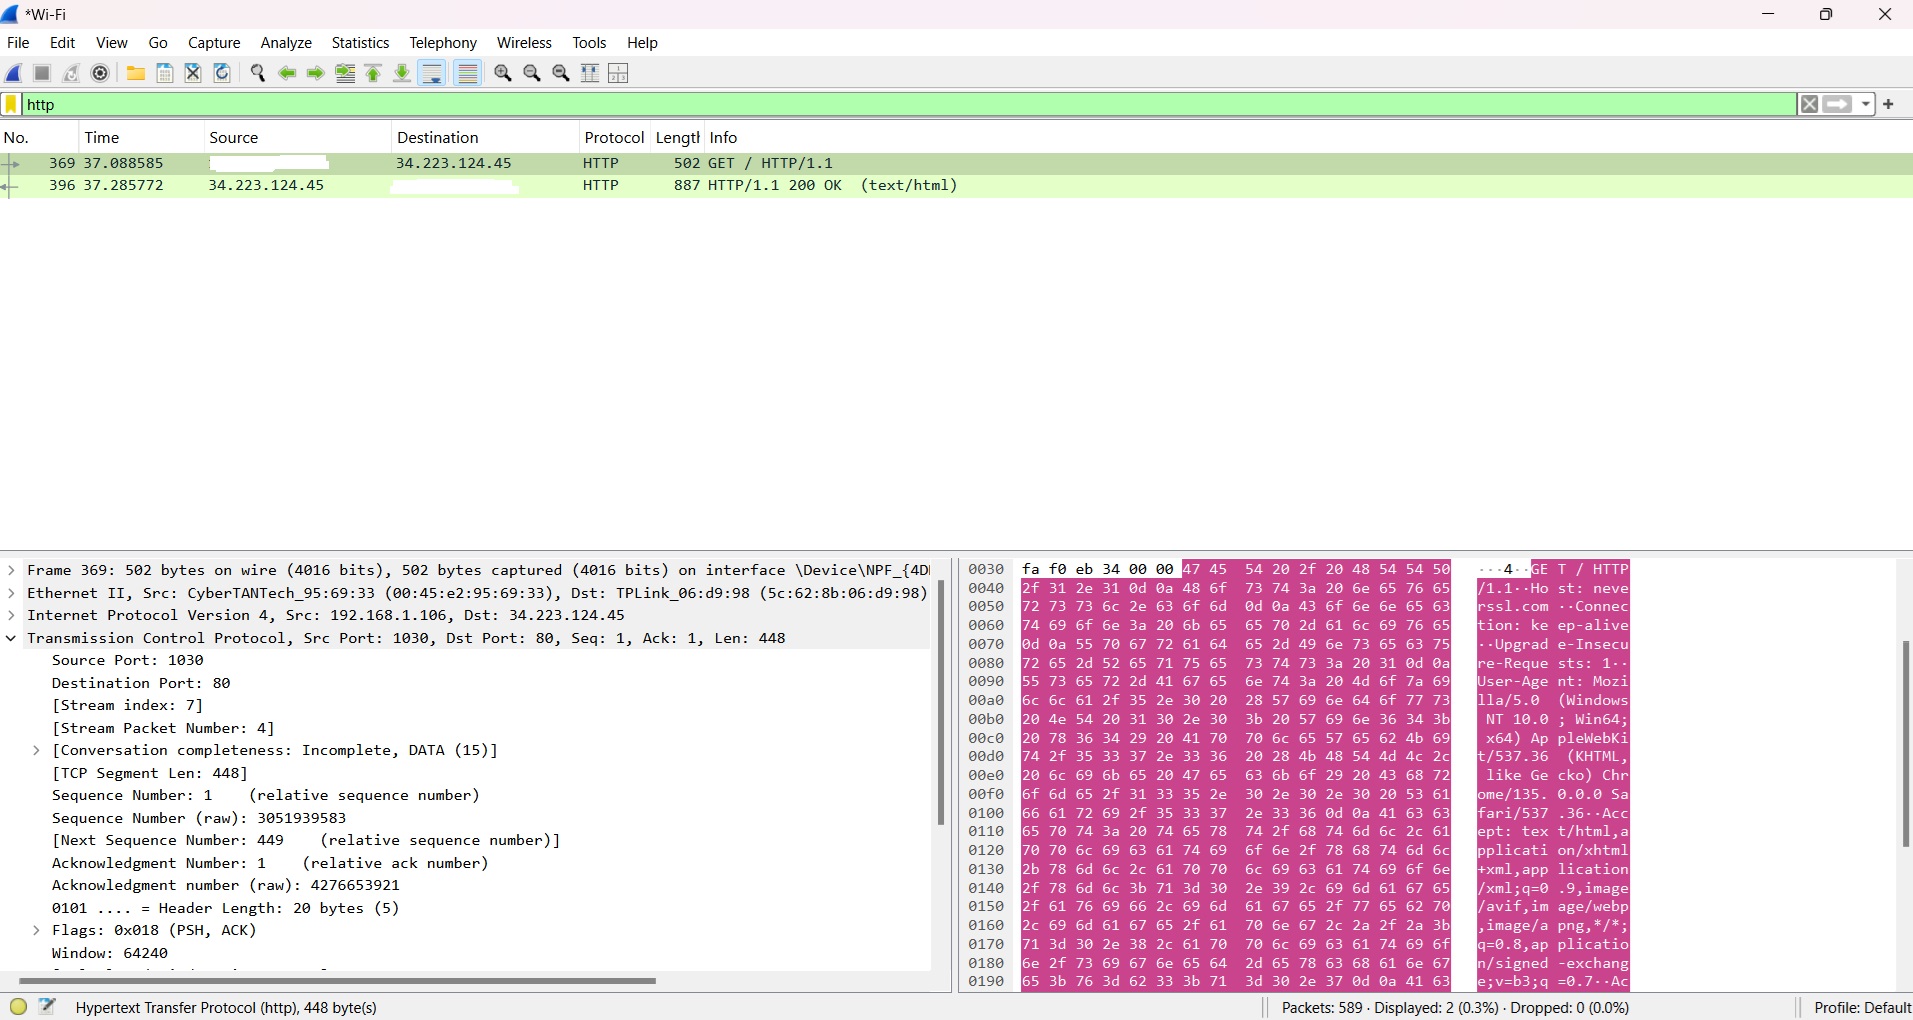 *Wi-Fi
File Edit View Go Capture Analyze Statistics Telephony Wireless Tools Help
http
No. Time Source Destination Protocol Lengtl Info
369 37.088585 34.223.124.45 HTTP 502 GET / HTTP/1.1
396 37.285772 34.223.124.45 HTTP 887 HTTP/1.1 200 OK (text/html)
Frame 369: 502 bytes on wire (4016 bits), 502 bytes captured (4016 bits) on interface \Device\NPF_{4D
Ethernet II, Src: CyberTANTech_95:69:33 (00:45:e2:95:69:33), Dst: TPLink_06:d9:98 (5c:62:8b:06:d9:98)
Internet Protocol Version 4, Src: 192.168.1.106, Dst: 34.223.124.45
Transmission Control Protocol, Src Port: 1030, Dst Port: 80, Seq: 1, Ack: 1, Len: 448
Source Port: 1030
Destination Port: 80
[Stream index: 7]
[Stream Packet Number: 4]
[Conversation completeness: Incomplete, DATA (15)]
[TCP Segment Len: 448]
Sequence Number: 1 (relative sequence number)
Sequence Number (raw): 3051939583
[Next Sequence Number: 449 (relative sequence number)]
Acknowledgment Number: 1 (relative ack number)
Acknowledgment number (raw): 4276653921
0101 .... = Header Length: 20 bytes (5)
Flags: 0x018 (PSH, ACK)
Window: 64240
0030 fa f0 eb 34 00 00 47 45 54 20 2f 20 48 54 54 50 ···4··GE T / HTTP
0040 2f 31 2e 31 0d 0a 48 6f 73 74 3a 20 6e 65 76 65 /1.1··Ho st: neve
0050 72 73 73 6c 2e 63 6f 6d 0d 0a 43 6f 6e 6e 65 63 rssl.com ··Connec
0060 74 69 6f 6e 3a 20 6b 65 65 70 2d 61 6c 69 76 65 tion: ke ep-alive
0070 0d 0a 55 70 67 72 61 64 65 2d 49 6e 73 65 63 75 ··Upgrad e-Insecu
0080 72 65 2d 52 65 71 75 65 73 74 73 3a 20 31 0d 0a re-Reque sts: 1··
0090 55 73 65 72 2d 41 67 65 6e 74 3a 20 4d 6f 7a 69 User-Age nt: Mozi
00a0 6c 6c 61 2f 35 2e 30 20 28 57 69 6e 64 6f 77 73 lla/5.0 (Windows
00b0 20 4e 54 20 31 30 2e 30 3b 20 57 69 6e 36 34 3b NT 10.0 ; Win64;
00c0 20 78 36 34 29 20 41 70 70 6c 65 57 65 62 4b 69 x64) Ap pleWebKi
00d0 74 2f 35 33 37 2e 33 36 20 28 4b 48 54 4d 4c 2c t/537.36 (KHTML,
00e0 20 6c 69 6b 65 20 47 65 63 6b 6f 29 20 43 68 72 like Ge cko) Chr
00f0 6f 6d 65 2f 31 33 35 2e 30 2e 30 2e 30 20 53 61 ome/135. 0.0.0 Sa
0100 66 61 72 69 2f 35 33 37 2e 33 36 0d 0a 41 63 63 fari/537 .36··Acc
0110 65 70 74 3a 20 74 65 78 74 2f 68 74 6d 6c 2c 61 ept: tex t/html,a
0120 70 70 6c 69 63 61 74 69 6f 6e 2f 78 68 74 6d 6c pplicati on/xhtml
0130 2b 78 6d 6c 2c 61 70 70 6c 69 63 61 74 69 6f 6e +xml,app lication
0140 2f 78 6d 6c 3b 71 3d 30 2e 39 2c 69 6d 61 67 65 /xml;q=0 .9,image
0150 2f 61 76 69 66 2c 69 6d 61 67 65 2f 77 65 62 70 /avif,im age/webp
0160 2c 69 6d 61 67 65 2f 61 70 6e 67 2c 2a 2f 2a 3b ,image/a png,*/*;
0170 71 3d 30 2e 38 2c 61 70 70 6c 69 63 61 74 69 6f q=0.8,ap plicatio
0180 6e 2f 73 69 67 6e 65 64 2d 65 78 63 68 61 6e 67 n/signed -exchang
0190 65 3b 76 3d 62 33 3b 71 3d 30 2e 37 0d 0a 41 63 e;v=b3;q =0.7··Ac
Hypertext Transfer Protocol (http), 448 byte(s)
Packets: 589 · Displayed: 2 (0.3%) · Dropped: 0 (0.0%)
Profile: Default